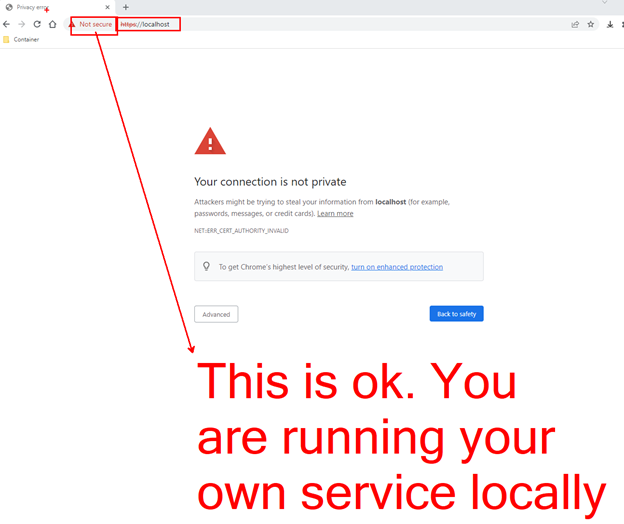 Privacy error
Not secure https://localhost
Container
Your connection is not private
Attackers might be trying to steal your information from localhost (for example,
passwords, messages, or credit cards). Learn more
NET::ERR_CERT_AUTHORITY_INVALID
To get Chrome's highest level of security, turn on enhanced protection
Advanced
Back to safety
This is ok. You
are running your
own service locally